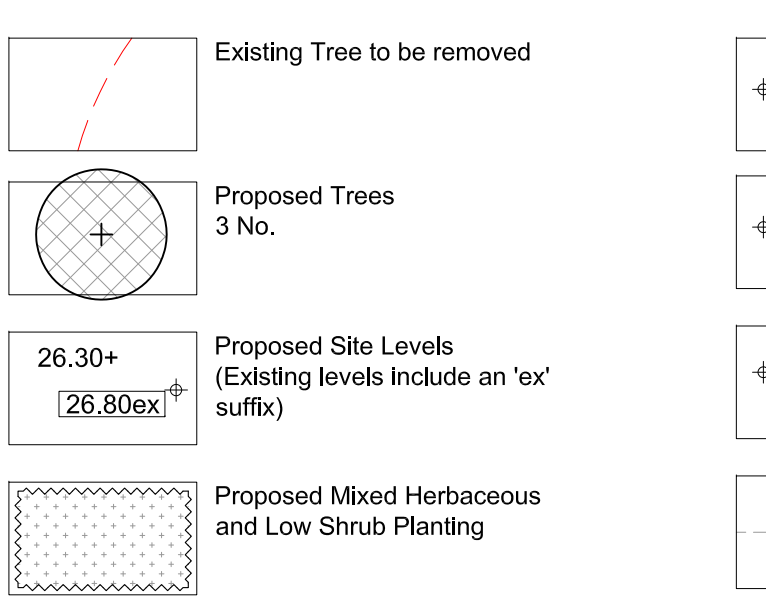 Existing Tree to be removed
Proposed Trees
3 No.
26.30+
26.80ex
Proposed Site Levels
(Existing levels include an 'ex'
suffix)
Proposed Mixed Herbaceous
and Low Shrub Planting